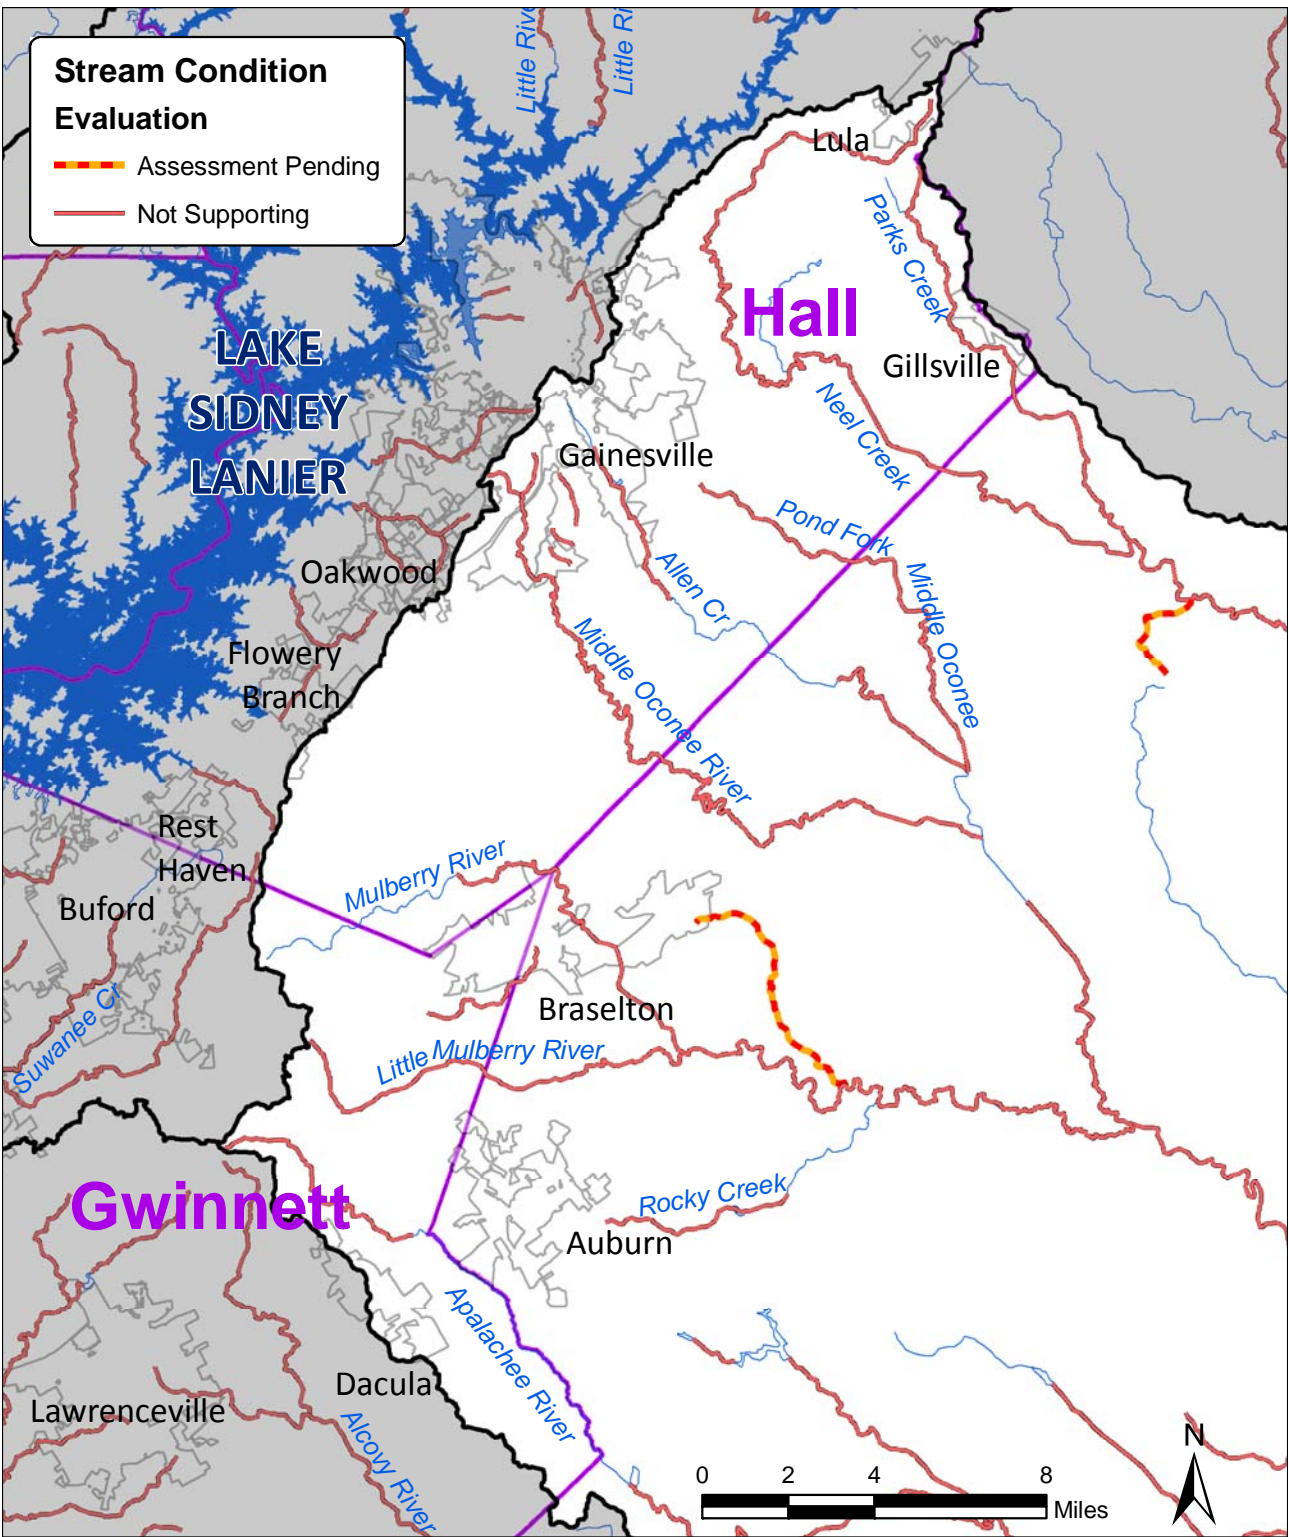 Stream Condition
Evaluation
Assessment Pending
Not Supporting
Little Rive
Little Ri
Lula
Parks Creek
Hall
LAKE
SIDNEY
LANIER
Gillsville
Neel Creek
Gainesville
Pond Fork
Oakwood
Allen Cr
Middle Oconee
Flowery
Branch
Middle Oconee River
Rest
Haven
Mulberry River
Buford
Suwanee Cr
Braselton
Little Mulberry River
Gwinnett
Rocky Creek
Auburn
Apalachee River
Dacula
Lawrenceville
Alcovy River
N
0 2 4 8
Miles